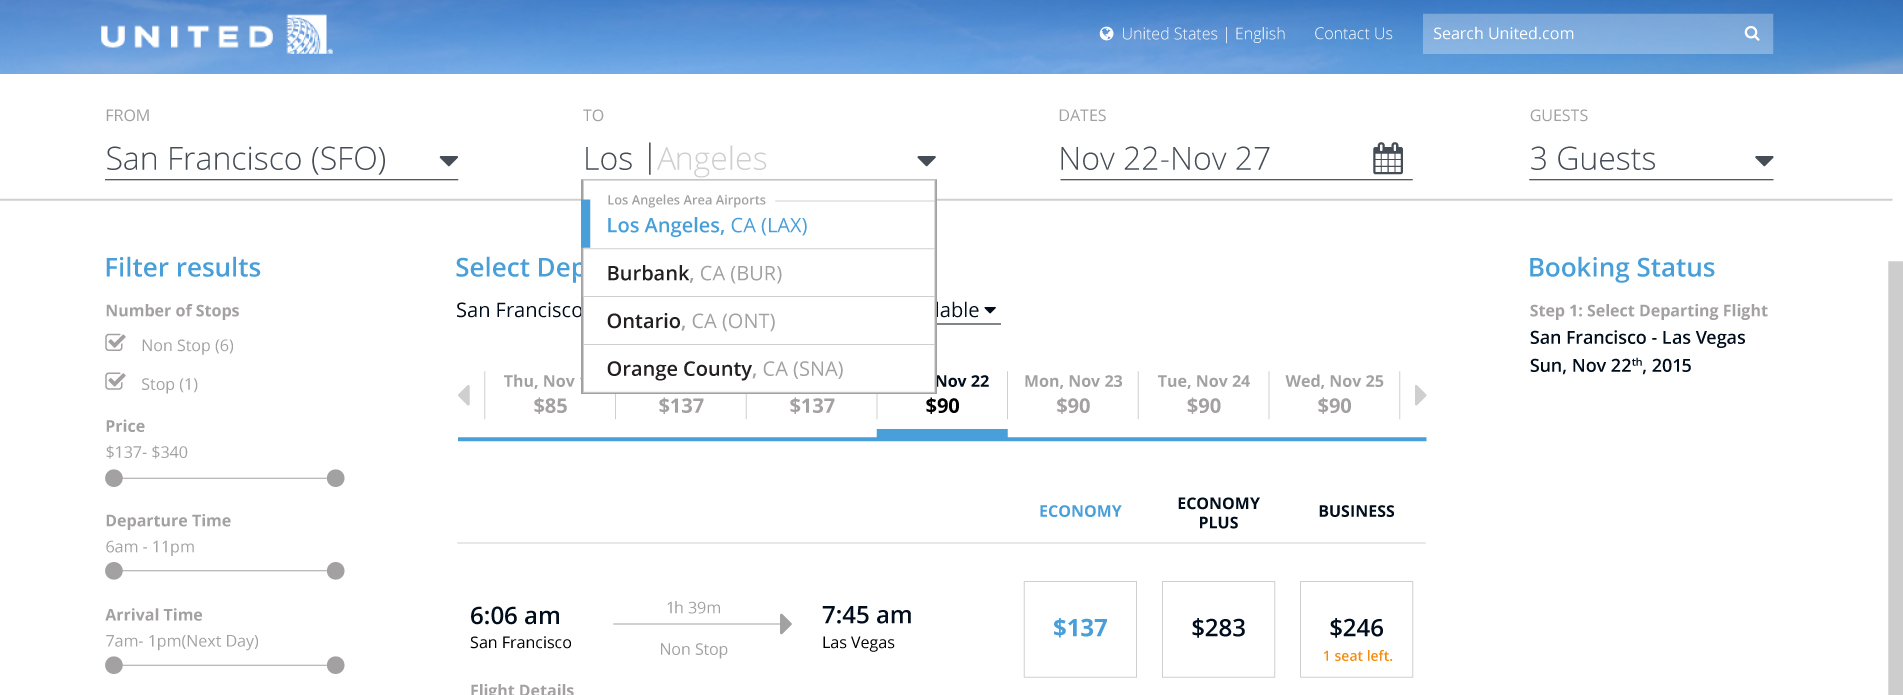 UNITED
United States | English
Contact Us
Search United.com
FROM
San Francisco (SFO)
TO
Los Angeles
DATES
Nov 22-Nov 27
GUESTS
3 Guests
Los Angeles Area Airports
Los Angeles, CA (LAX)
Burbank, CA (BUR)
Ontario, CA (ONT)
Orange County, CA (SNA)
Filter results
Number of Stops
Non Stop (6)
Stop (1)
Price
$137- $340
Departure Time
6am - 11pm
Arrival Time
7am- 1pm(Next Day)
Select Dep
San Francisco
lable
Thu, Nov
$85
$137
$137
Nov 22
$90
Mon, Nov 23
$90
Tue, Nov 24
$90
Wed, Nov 25
$90
ECONOMY
ECONOMY
PLUS
BUSINESS
6:06 am
San Francisco
1h 39m
Non Stop
7:45 am
Las Vegas
$137
$283
$246
1 seat left.
Flight Details
Booking Status
Step 1: Select Departing Flight
San Francisco - Las Vegas
Sun, Nov 22th, 2015